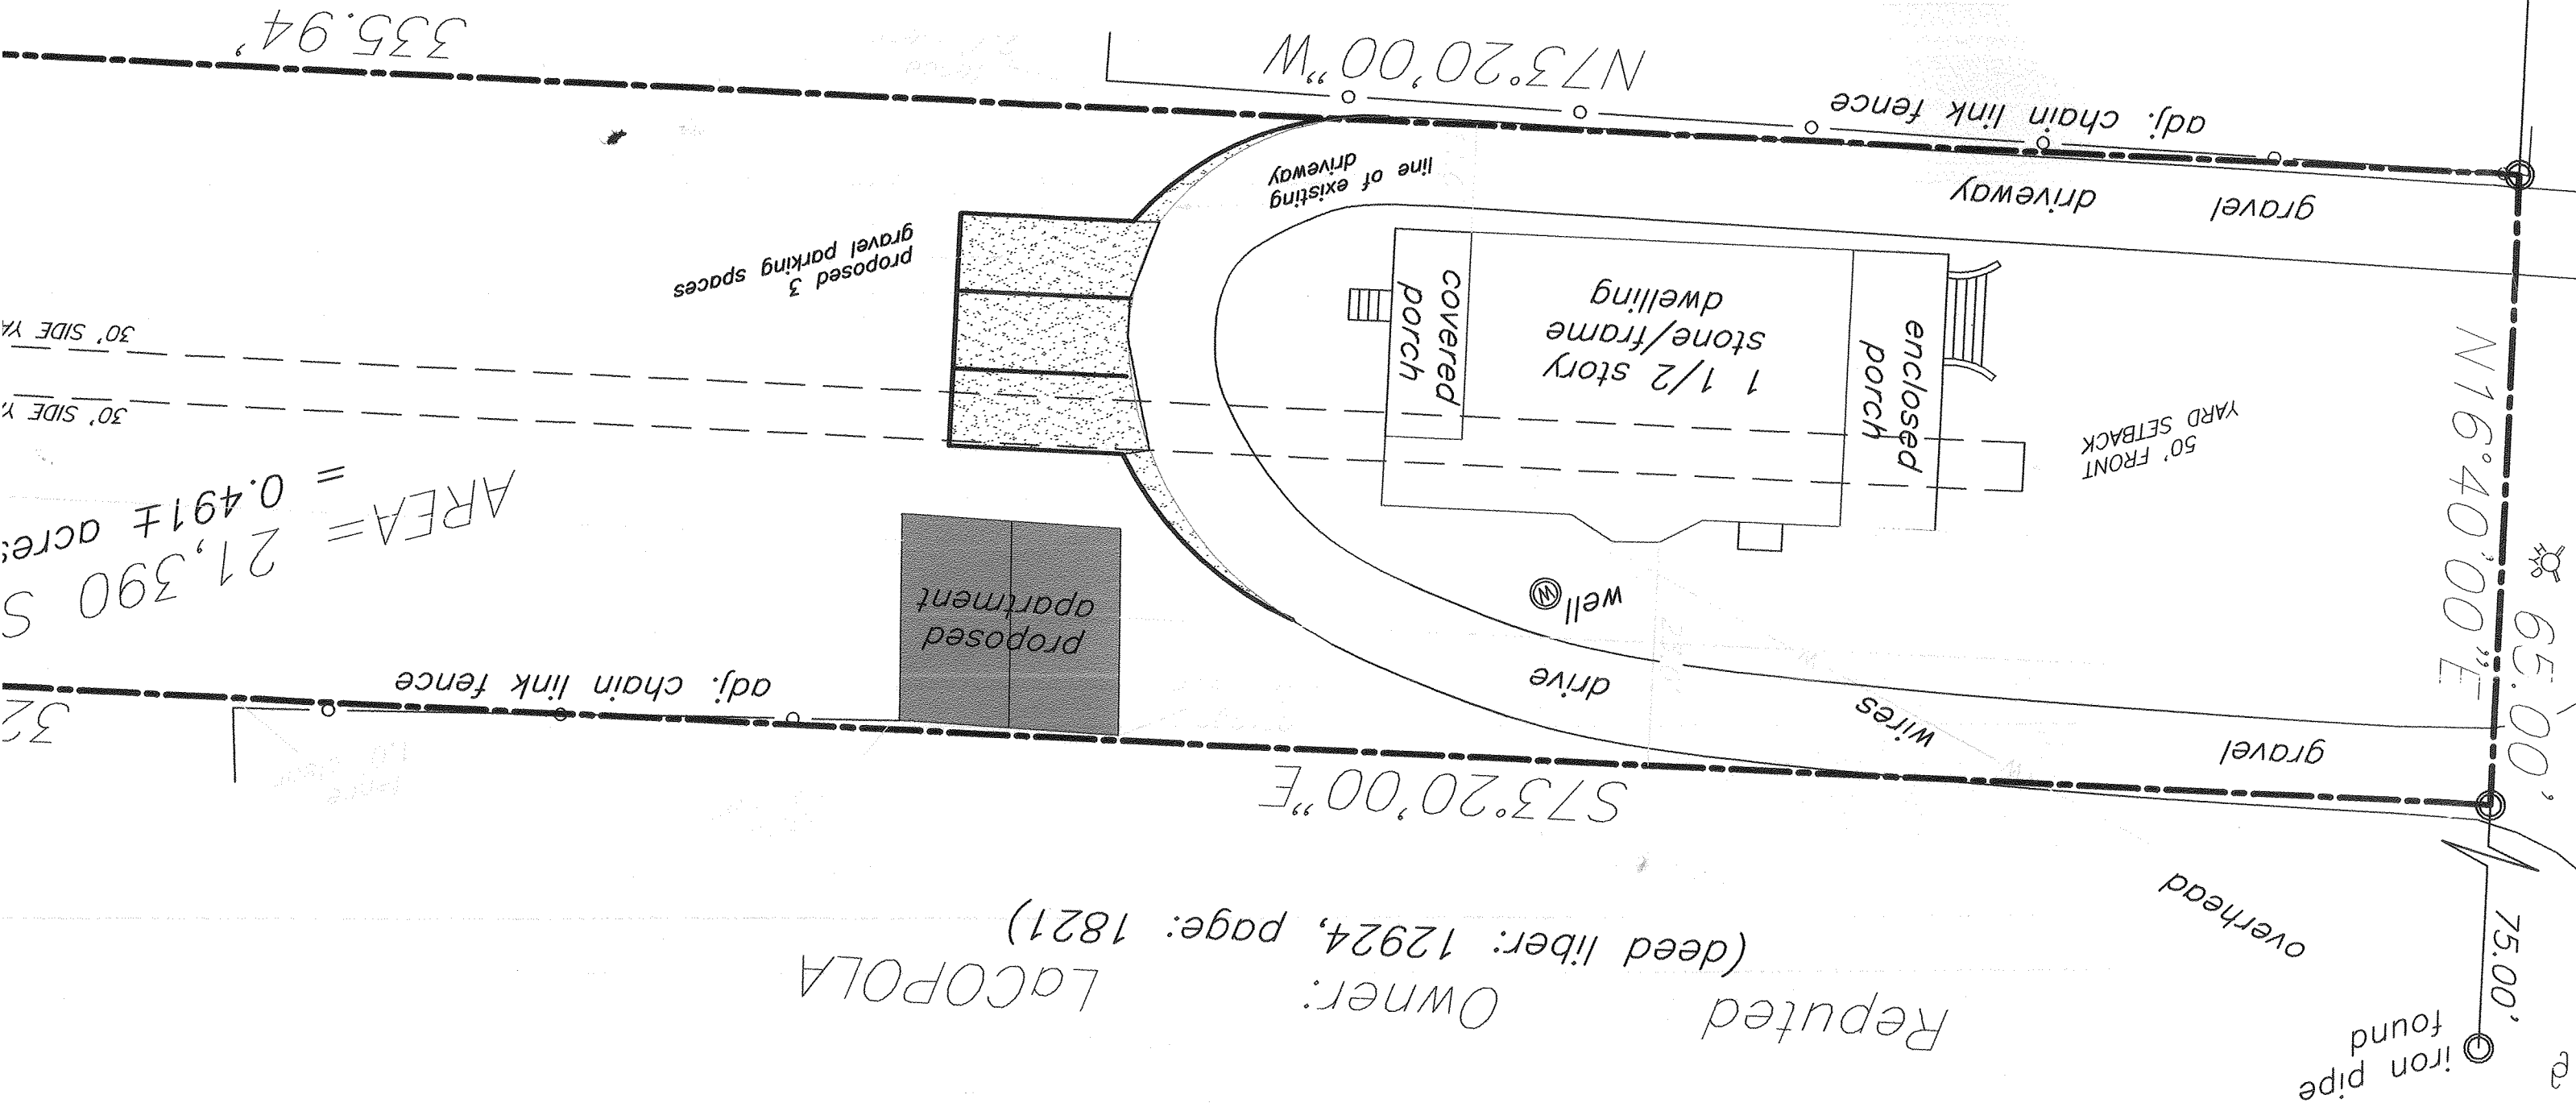 iron pipe
found
75.00'
Reputed Owner: LaCOPOLA
(deed liber: 12924, page: 1821)
overhead
wires
S73°20'00"E
32
gravel
drive
adj. chain link fence
65.00'
N16°40'00"E
well
W
proposed
apartment
AREA= 21,390 S
= 0.491± acres
50' FRONT
YARD SETBACK
enclosed
porch
1 1/2 story
stone/frame
dwelling
covered
porch
30' SIDE Y
30' SIDE YA
proposed 3
gravel parking spaces
line of existing
driveway
gravel
driveway
adj. chain link fence
N73°20'00"W
335.94'
HYD